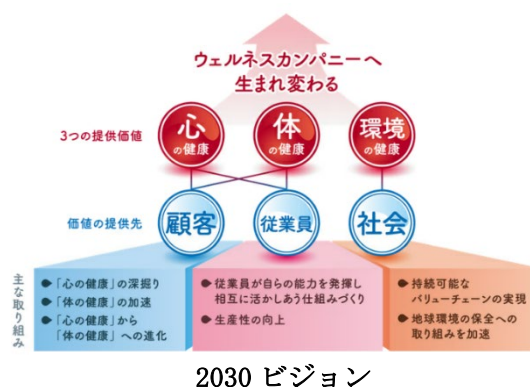 ウェルネスカンパニーへ
生まれ変わる
3つの提供価値
心
の健康
体
の健康
環境
の健康
価値の提供先
顧客
従業員
社会
主な取り組み
「心の健康」の深掘り
「体の健康」の加速
「心の健康」から
「体の健康」への進化
従業員が自らの能力を発揮し
相互に活かしあう仕組みづくり
生産性の向上
持続可能な
バリューチェーンの実現
地球環境の保全への
取り組みを加速
2030 ビジョン